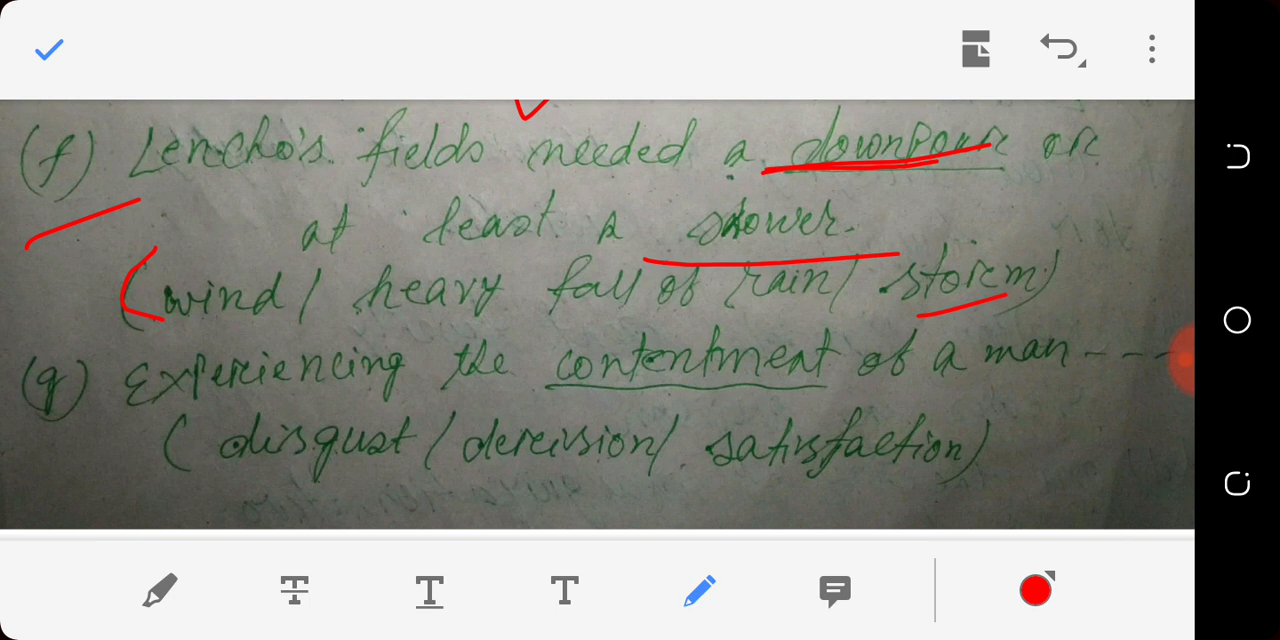 (f) Lencho's fields needed a downpour or
at least a shower.
(wind / heavy fall of rain / storm)
(g) Experiencing the contentment of a man ---
( disgust / dereision / satisfaction)